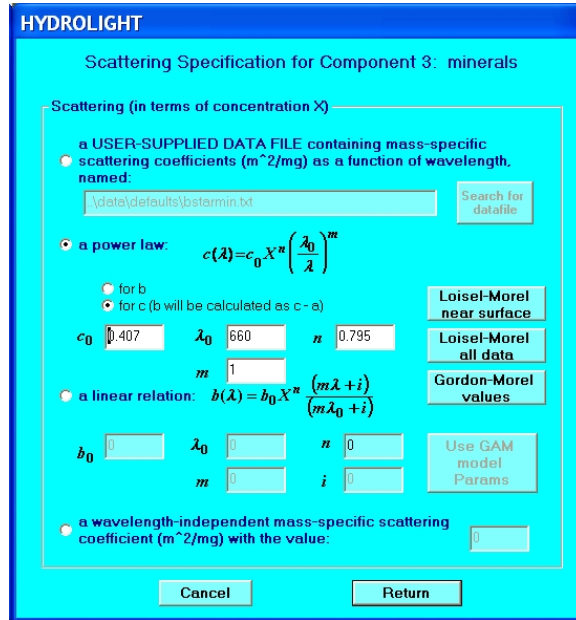 HYDROLIGHT
Scattering Specification for Component 3: minerals
Scattering (in terms of concentration X)
a USER-SUPPLIED DATA FILE containing mass-specific
scattering coefficients (m^2/mg) as a function of wavelength,
named:
..\data\defaults\bstarmin.txt
Search for
datafile
a power law: c(λ)=c₀Xⁿ(λ₀/λ)ᵐ
for b
for c (b will be calculated as c - a)
Loisel-Morel
near surface
c₀ 0.407 λ₀ 660 n 0.795
Loisel-Morel
all data
m 1
Gordon-Morel
values
a linear relation: b(λ) = b₀Xⁿ (mλ + i)/(mλ₀ + i)
b₀ 0 λ₀ 0 n 0
m 0 i 0
Use GAM
model
Params
a wavelength-independent mass-specific scattering
coefficient (m^2/mg) with the value: 0
Cancel Return